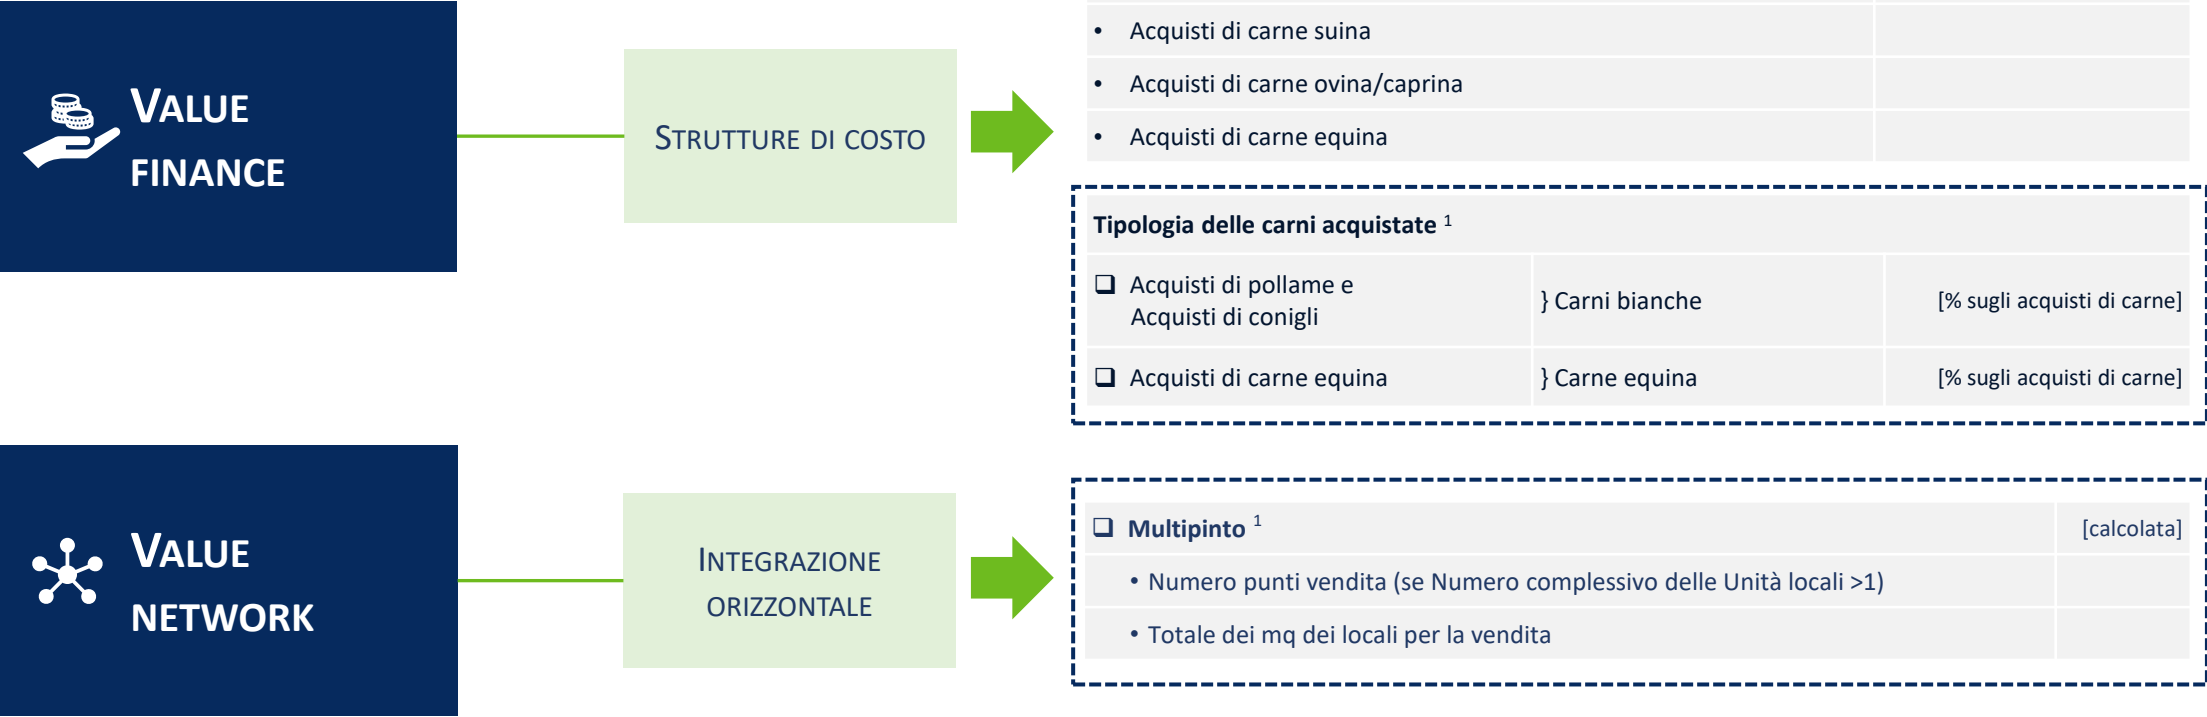 VALUE
FINANCE
STRUTTURE DI COSTO
• Acquisti di carne suina
• Acquisti di carne ovina/caprina
• Acquisti di carne equina
Tipologia delle carni acquistate 1
❑ Acquisti di pollame e
Acquisti di conigli
} Carni bianche
[% sugli acquisti di carne]
❑ Acquisti di carne equina
} Carne equina
[% sugli acquisti di carne]
VALUE
NETWORK
INTEGRAZIONE
ORIZZONTALE
❑ Multipinto 1
[calcolata]
• Numero punti vendita (se Numero complessivo delle Unità locali >1)
• Totale dei mq dei locali per la vendita